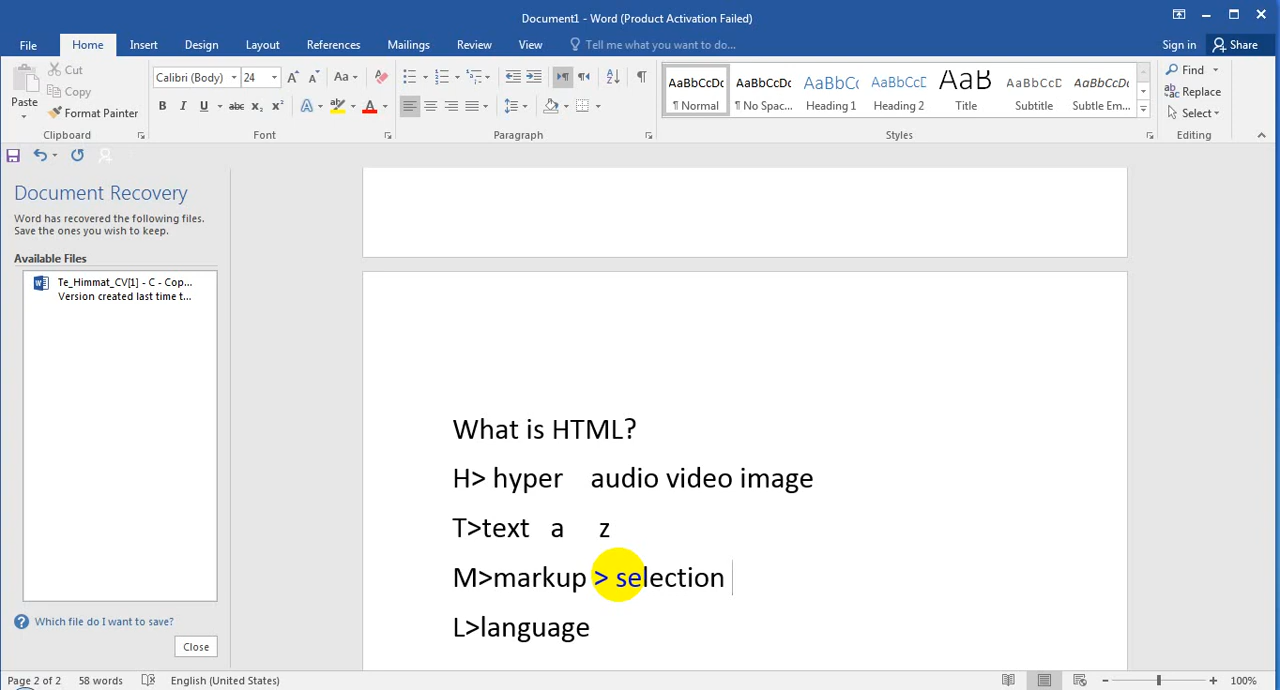 Document1 - Word (Product Activation Failed)
File Home Insert Design Layout References Mailings Review View Tell me what you want to do... Sign in Share
Paste
Cut
Copy
Format Painter
Clipboard
Calibri (Body) 24
Font
Paragraph
AaBbCcDc AaBbCcDc AaBbCc AaBbCcD AaB AaBbCcD AaBbCcDc
¶ Normal ¶ No Spac... Heading 1 Heading 2 Title Subtitle Subtle Em...
Styles
Find
Replace
Select
Editing
Document Recovery
Word has recovered the following files.
Save the ones you wish to keep.
Available Files
Te_Himmat_CV[1] - C - Cop...
Version created last time t...
Which file do I want to save?
Close
What is HTML?
H> hyper audio video image
T>text a z
M>markup > selection
L>language
Page 2 of 2 58 words English (United States) 100%